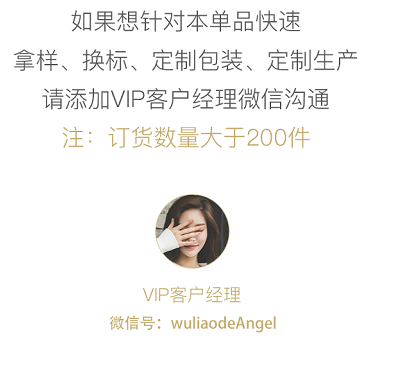 如果想针对本单品快速
拿样、换标、定制包装、定制生产
请添加VIP客户经理微信沟通
注：订货数量大于200件
VIP客户经理
微信号：wuliaodeAngel